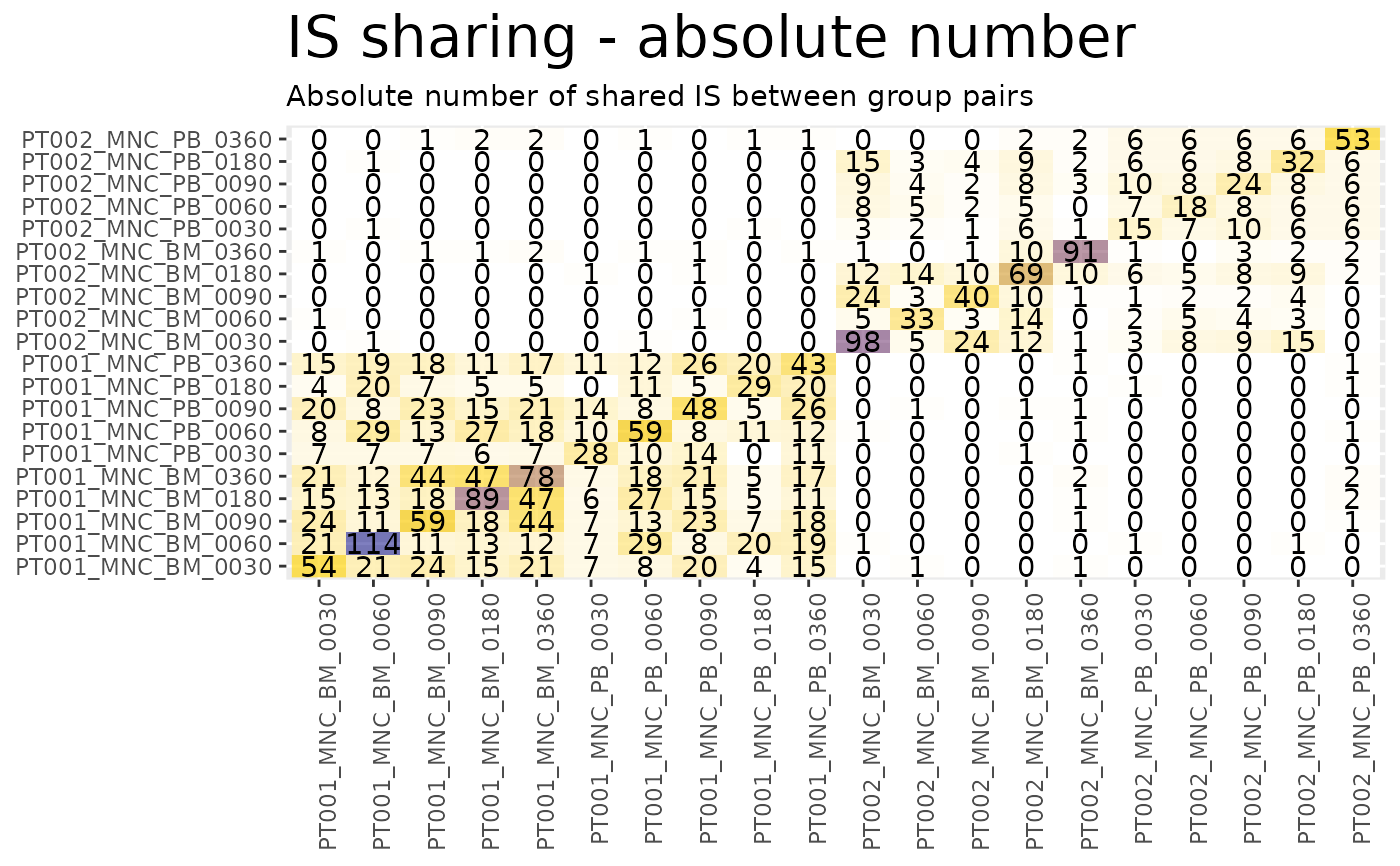 IS sharing - absolute number
Absolute number of shared IS between group pairs
PT002_MNC_PB_0360 0 0 1 2 2 0 1 0 1 1 0 0 0 2 2 6 6 6 6 53
PT002_MNC_PB_0180 0 1 0 0 0 0 0 0 0 0 15 3 4 9 2 6 6 8 32 6
PT002_MNC_PB_0090 0 0 0 0 0 0 0 0 0 0 9 4 2 8 3 10 8 24 8 6
PT002_MNC_PB_0060 0 0 0 0 0 0 0 0 0 0 8 5 2 5 0 7 18 8 6 6
PT002_MNC_PB_0030 0 1 0 0 0 0 0 0 1 0 3 2 1 6 1 15 7 10 6 6
PT002_MNC_BM_0360 1 0 1 1 2 0 1 1 0 1 1 0 1 10 91 1 0 3 2 2
PT002_MNC_BM_0180 0 0 0 0 0 1 0 1 0 0 12 14 10 69 10 6 5 8 9 2
PT002_MNC_BM_0090 0 0 0 0 0 0 0 0 0 0 24 3 40 10 1 1 2 2 4 0
PT002_MNC_BM_0060 1 0 0 0 0 0 0 1 0 0 5 33 3 14 0 2 5 4 3 0
PT002_MNC_BM_0030 0 1 0 0 0 0 1 0 0 0 98 5 24 12 1 3 8 9 15 0
PT001_MNC_PB_0360 15 19 18 11 17 11 12 26 20 43 0 0 0 0 1 0 0 0 0 1
PT001_MNC_PB_0180 4 20 7 5 5 0 11 5 29 20 0 0 0 0 0 1 0 0 0 1
PT001_MNC_PB_0090 20 8 23 15 21 14 8 48 5 26 0 1 0 1 1 0 0 0 0 0
PT001_MNC_PB_0060 8 29 13 27 18 10 59 8 11 12 1 0 0 0 1 0 0 0 0 1
PT001_MNC_PB_0030 7 7 7 6 7 28 10 14 0 11 0 0 0 1 0 0 0 0 0 0
PT001_MNC_BM_0360 21 12 44 47 78 7 18 21 5 17 0 0 0 0 2 0 0 0 0 2
PT001_MNC_BM_0180 15 13 18 89 47 6 27 15 5 11 0 0 0 0 1 0 0 0 0 2
PT001_MNC_BM_0090 24 11 59 18 44 7 13 23 7 18 0 0 0 0 1 0 0 0 0 1
PT001_MNC_BM_0060 21 114 11 13 12 7 29 8 20 19 1 0 0 0 0 1 0 0 1 0
PT001_MNC_BM_0030 54 21 24 15 21 7 8 20 4 15 0 1 0 0 1 0 0 0 0 0
PT001_MNC_BM_0030
PT001_MNC_BM_0060
PT001_MNC_BM_0090
PT001_MNC_BM_0180
PT001_MNC_BM_0360
PT001_MNC_PB_0030
PT001_MNC_PB_0060
PT001_MNC_PB_0090
PT001_MNC_PB_0180
PT001_MNC_PB_0360
PT002_MNC_BM_0030
PT002_MNC_BM_0060
PT002_MNC_BM_0090
PT002_MNC_BM_0180
PT002_MNC_BM_0360
PT002_MNC_PB_0030
PT002_MNC_PB_0060
PT002_MNC_PB_0090
PT002_MNC_PB_0180
PT002_MNC_PB_0360